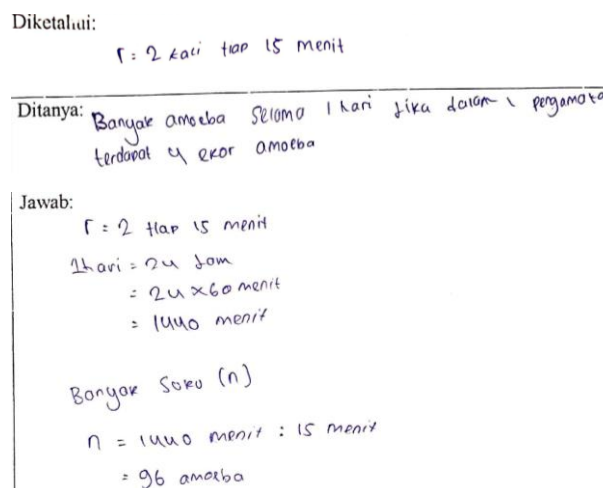 Diketahui:
r = 2 kali tiap 15 menit
Ditanya: Banyak amoeba selama 1 hari jika dalam 1 pengamata
terdapat 4 ekor amoeba
Jawab:
r = 2 tiap 15 menit
1 hari = 24 jam
= 24 x 60 menit
= 1440 menit
Banyak suku (n)
n = 1440 menit : 15 menit
= 96 amoeba